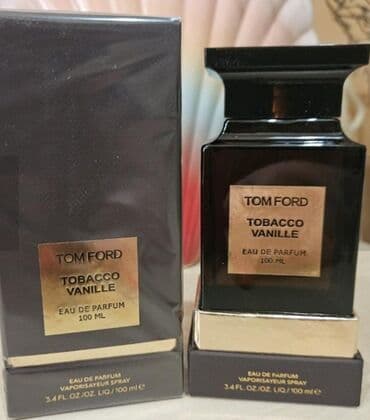 TOM FORD
TOBACCO
VANILLE
EAU DE PARFUM
100 ML
EAU DE PARFUM
VAPORISATEUR SPRAY
3.4 FL.OZ./OZ. LIQ./100 ml ℮
TOM FORD
TOBACCO
VANILLE
EAU DE PARFUM
100 ML
EAU DE PARFUM
VAPORISATEUR SPRAY
3.4 FL.OZ./OZ. LIQ./100 ml ℮